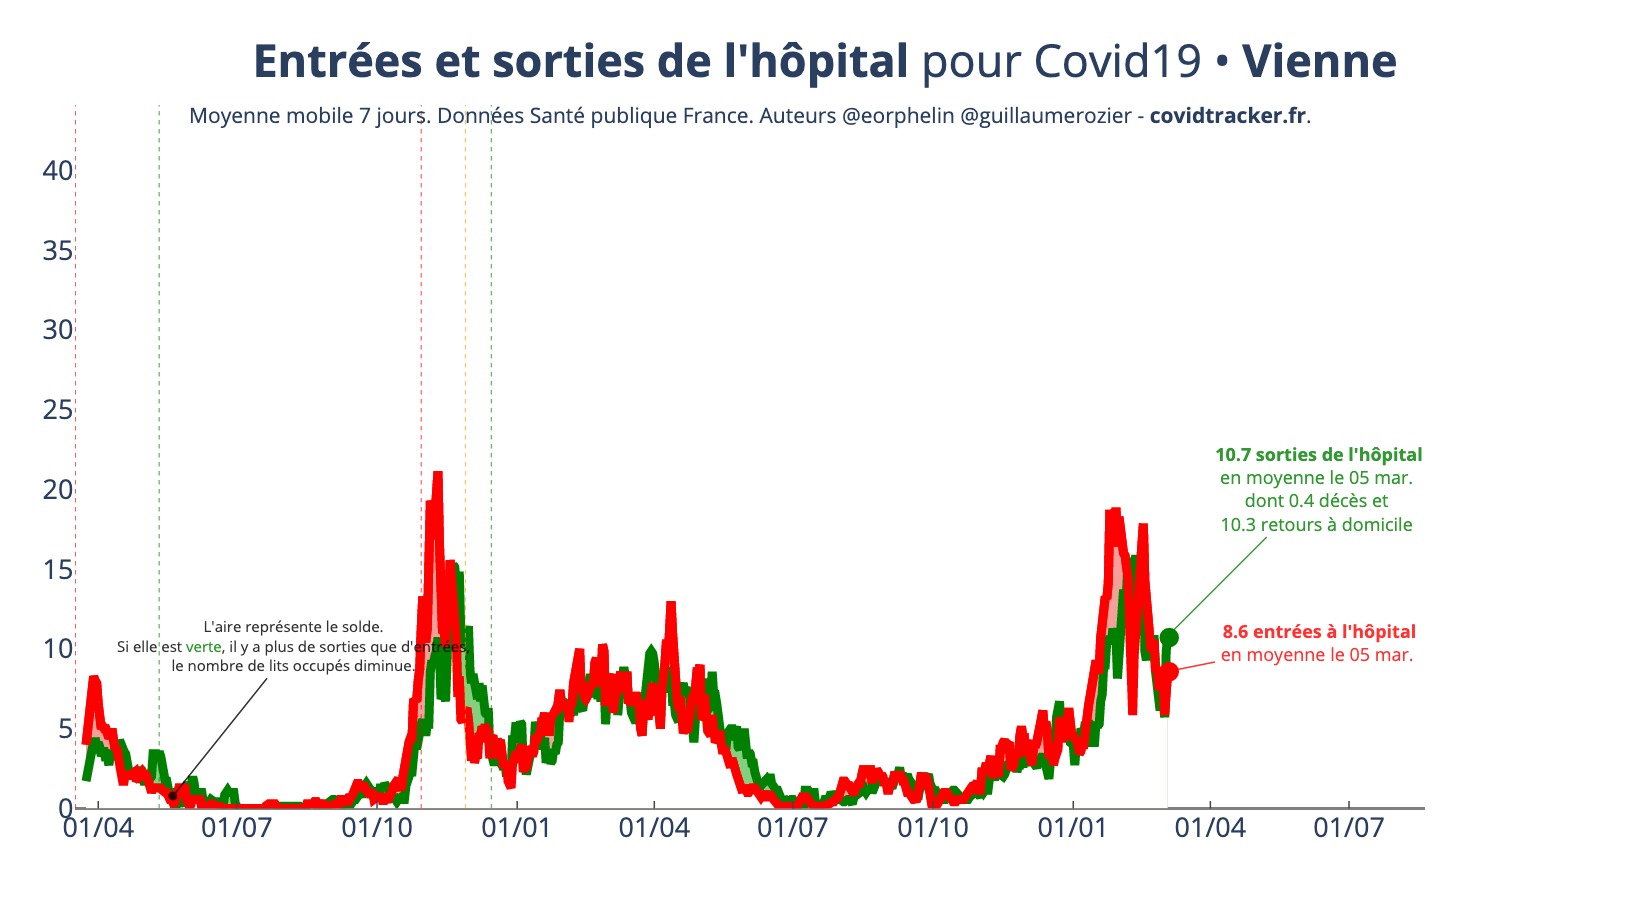 Entrées et sorties de l'hôpital pour Covid19 • Vienne
Moyenne mobile 7 jours. Données Santé publique France. Auteurs @eorphelin @guillaumerozier - covidtracker.fr.
40
35
30
25
20
15
10
5
0
10.7 sorties de l'hôpital
en moyenne le 05 mar.
dont 0.4 décès et
10.3 retours à domicile
8.6 entrées à l'hôpital
en moyenne le 05 mar.
L'aire représente le solde.
Si elle est verte, il y a plus de sorties que d'entrées,
le nombre de lits occupés diminue.
01/04 01/07 01/10 01/01 01/04 01/07 01/10 01/01 01/04 01/07